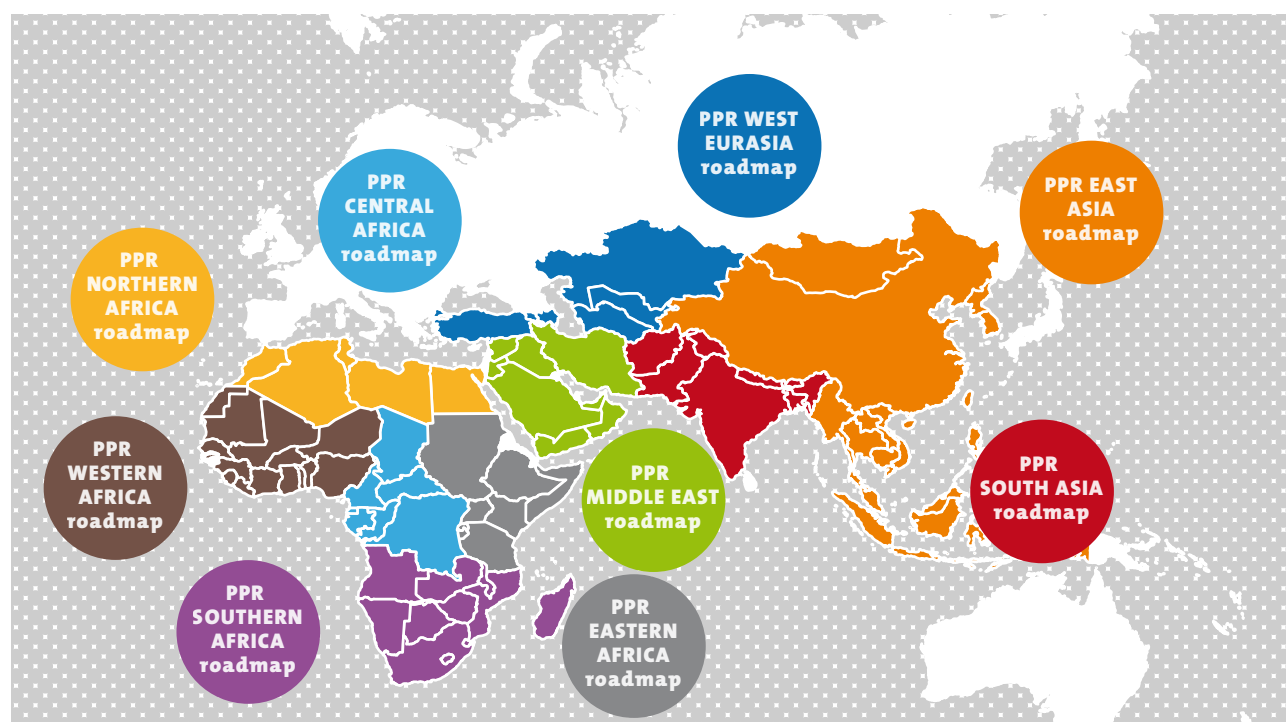 PPR WEST
EURASIA
roadmap
PPR
CENTRAL
AFRICA
roadmap
PPR EAST
ASIA
roadmap
PPR
NORTHERN
AFRICA
roadmap
PPR
WESTERN
AFRICA
roadmap
PPR
MIDDLE EAST
roadmap
PPR
SOUTH ASIA
roadmap
PPR
SOUTHERN
AFRICA
roadmap
PPR
EASTERN
AFRICA
roadmap